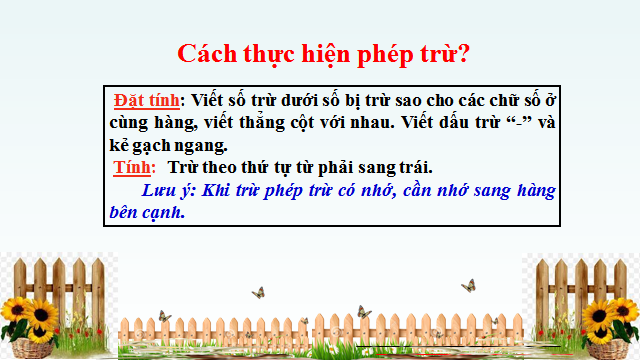 Cách thực hiện phép trừ?
Đặt tính: Viết số trừ dưới số bị trừ sao cho các chữ số ở
cùng hàng, viết thẳng cột với nhau. Viết dấu trừ “-” và
kẻ gạch ngang.
Tính: Trừ theo thứ tự từ phải sang trái.
Lưu ý: Khi trừ phép trừ có nhớ, cần nhớ sang hàng
bên cạnh.